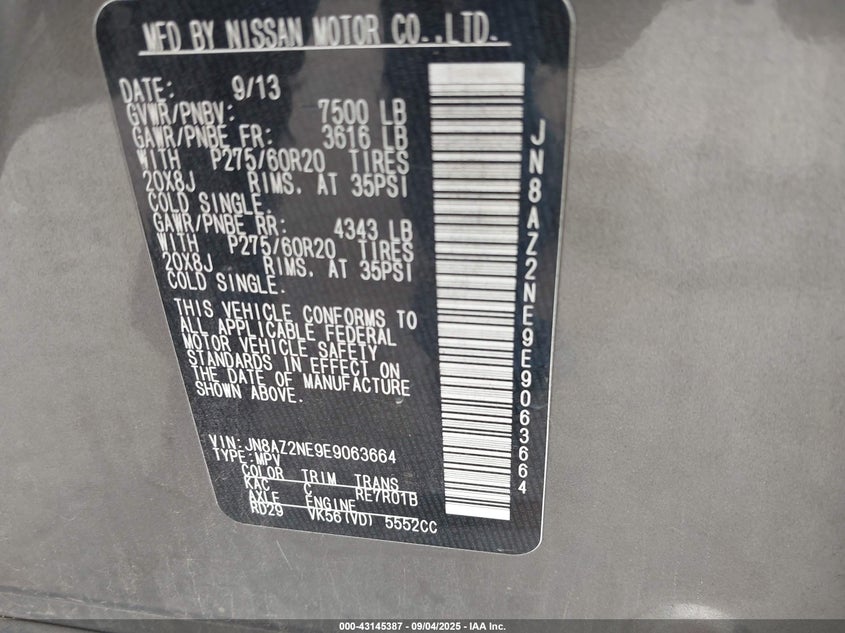 MFD BY NISSAN MOTOR CO.,LTD.
DATE: 9/13
GVWR/PNBV: 7500 LB
GAWR/PNBE FR: 3616 LB
WITH P275/60R20 TIRES
20X8J RIMS. AT 35PSI
COLD SINGLE.
GAWR/PNBE RR: 4343 LB
WITH P275/60R20 TIRES
20X8J RIMS. AT 35PSI
COLD SINGLE.
THIS VEHICLE CONFORMS TO
ALL APPLICABLE FEDERAL
MOTOR VEHICLE SAFETY
STANDARDS IN EFFECT ON
THE DATE OF MANUFACTURE
SHOWN ABOVE.
VIN:JN8AZ2NE9E9063664
TYPE:MPV
COLOR TRIM TRANS
KAC C RE7R01B
AXLE ENGINE
RD29 VK56(VD) 5552CC
JN8AZ2NE9E9063664
000-43145387 - 09/04/2025 - IAA Inc.